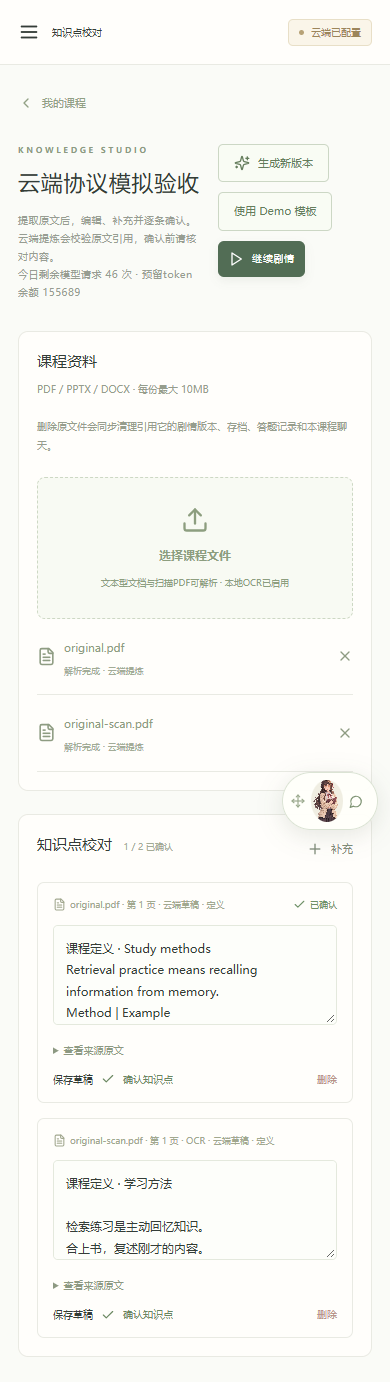 知识点校对
云端已配置
我的课程
KNOWLEDGE STUDIO
云端协议模拟验收
提取原文后，编辑、补充并逐条确认。
云端提炼会校验原文引用，确认前请核
对内容。
今日剩余模型请求 46 次 · 预留token
余额 155689
生成新版本
使用 Demo 模板
继续剧情
课程资料
PDF / PPTX / DOCX · 每份最大 10MB
删除原文件会同步清理引用它的剧情版本、存档、答题记录和本课程聊
天。
选择课程文件
文本型文档与扫描PDF可解析 · 本地OCR已启用
original.pdf
解析完成 · 云端提炼
original-scan.pdf
解析完成 · 云端提炼
知识点校对
1 / 2 已确认
补充
original.pdf · 第 1 页 · 云端草稿 · 定义
已确认
课程定义 · Study methods
Retrieval practice means recalling
information from memory.
Method | Example
查看来源原文
保存草稿
确认知识点
删除
original-scan.pdf · 第 1 页 · OCR · 云端草稿 · 定义
课程定义 · 学习方法
检索练习是主动回忆知识。
合上书，复述刚才的内容。
查看来源原文
保存草稿
确认知识点
删除